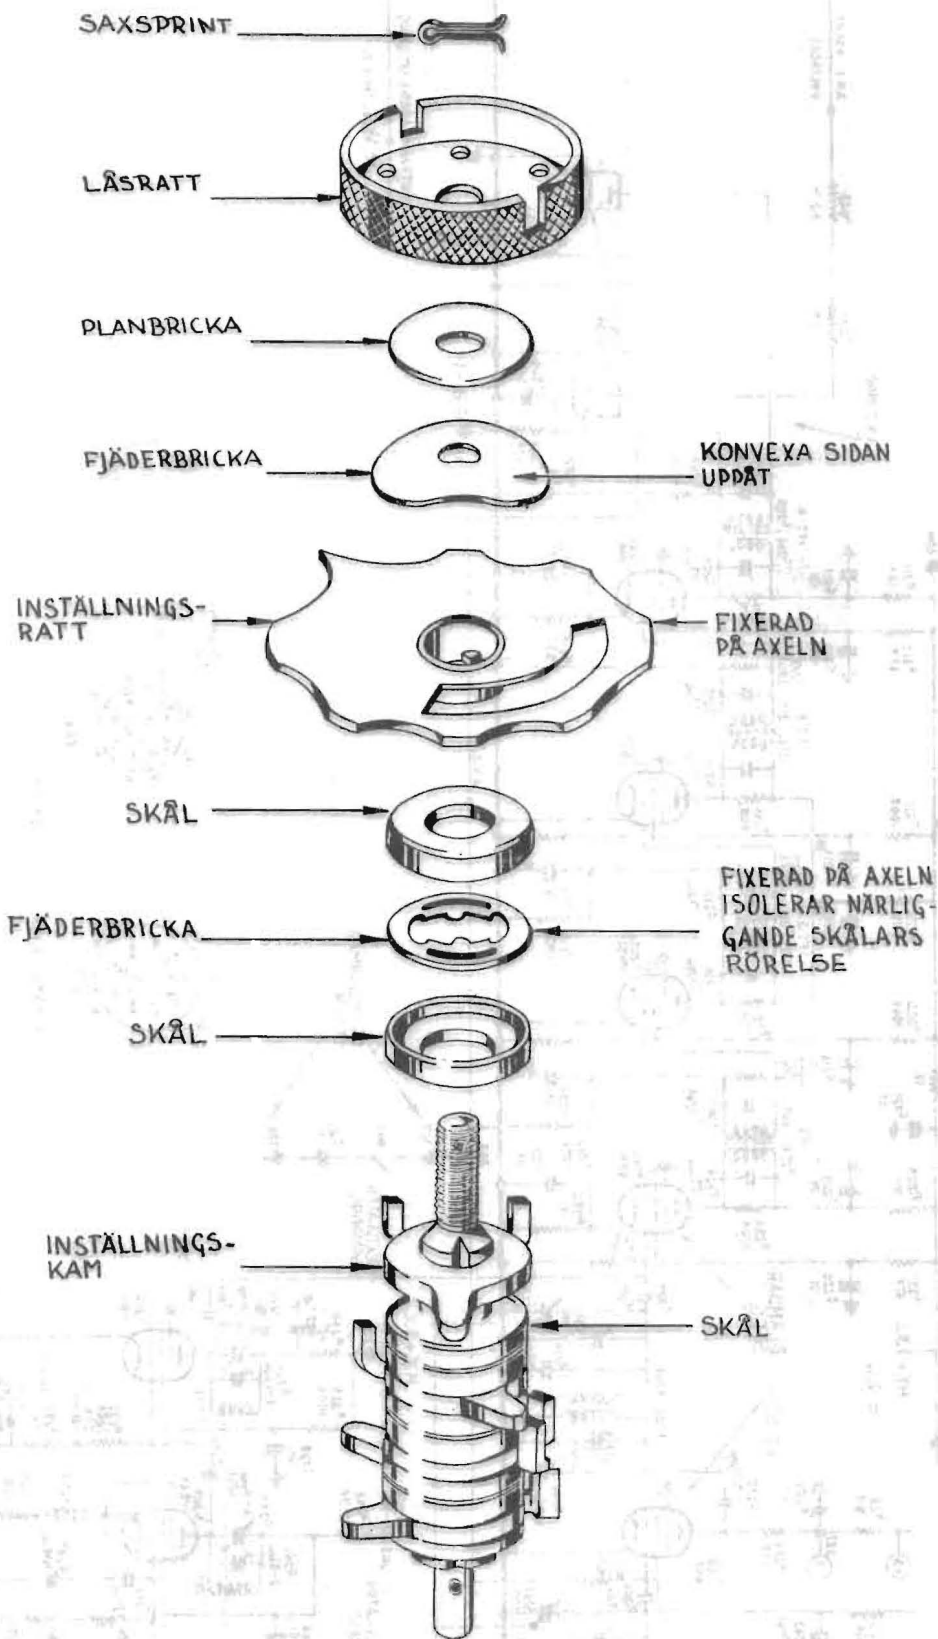 SAXSPRINT
LÅSRATT
PLANBRICKA
FJÄDERBRICKA
KONVEXA SIDAN
UPPÅT
INSTÄLLNINGS-
RATT
FIXERAD
PÅ AXELN
SKÅL
FJÄDERBRICKA
FIXERAD PÅ AXELN
ISOLERAR NÄRLIG-
GANDE SKÅLARS
RÖRELSE
SKÅL
INSTÄLLNINGS-
KAM
SKÅL